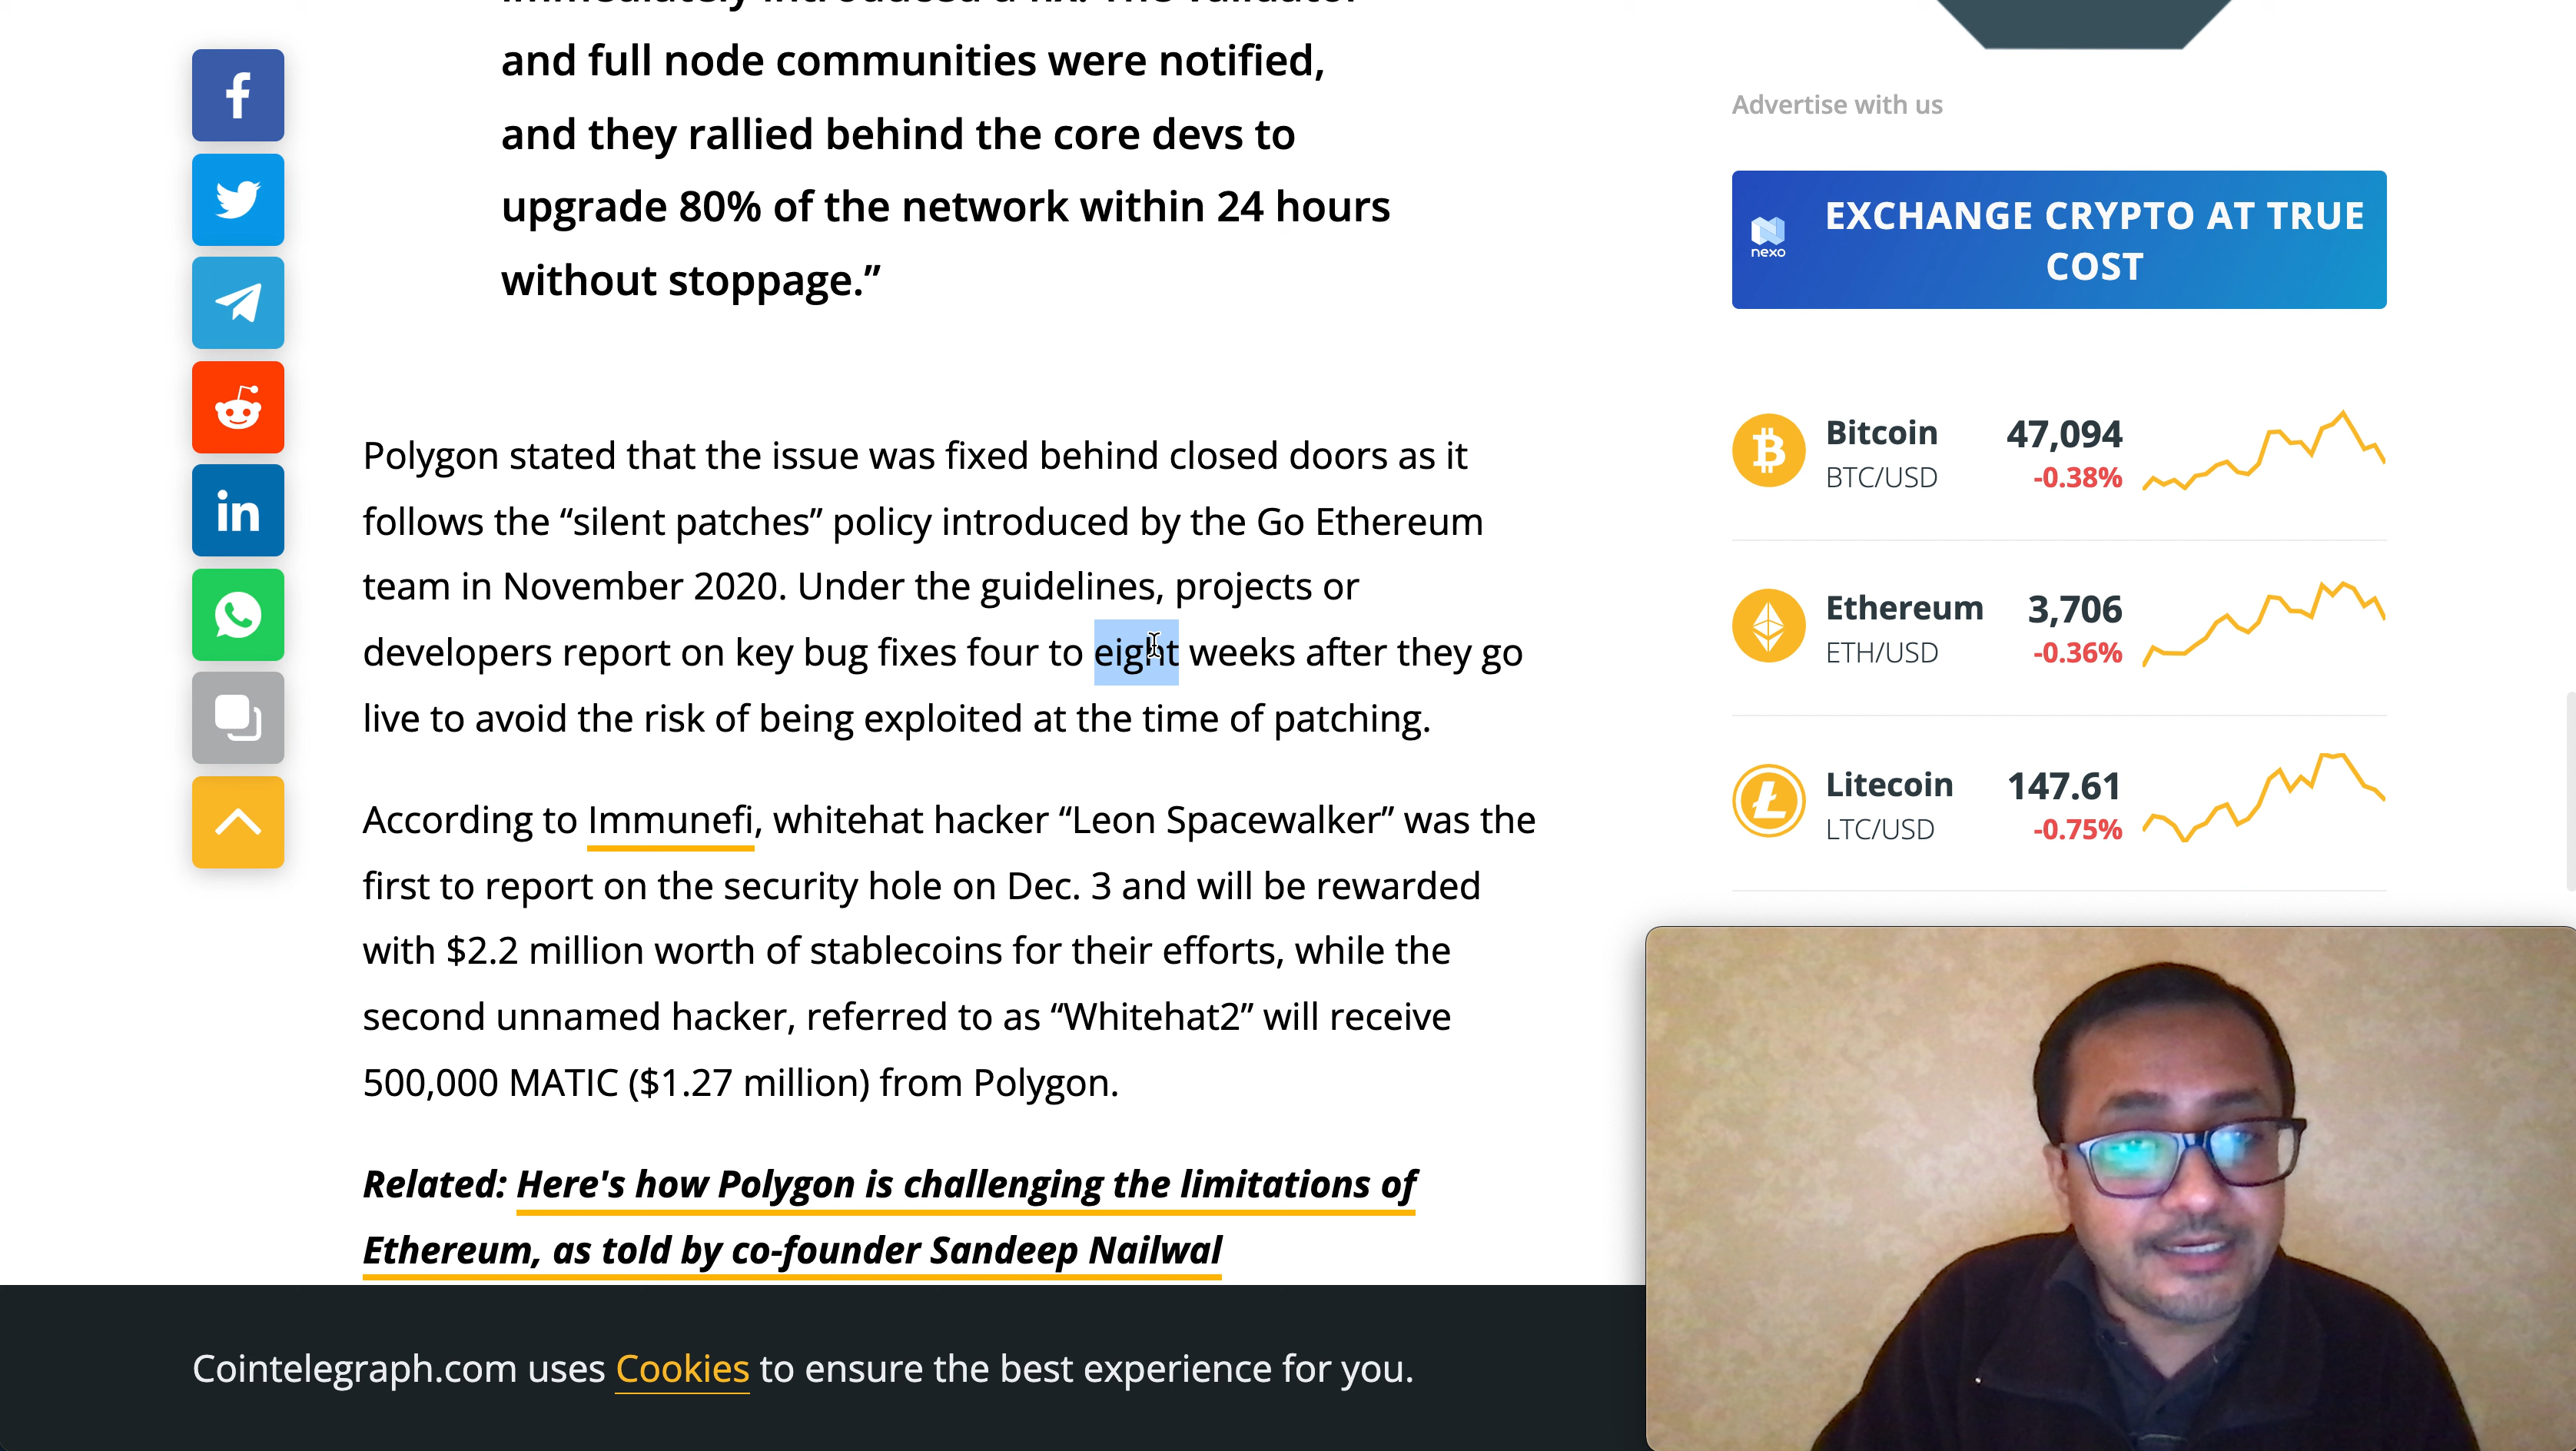 immediately introduced a fix. The validator
and full node communities were notified,
and they rallied behind the core devs to
upgrade 80% of the network within 24 hours
without stoppage.”
Polygon stated that the issue was fixed behind closed doors as it
follows the “silent patches” policy introduced by the Go Ethereum
team in November 2020. Under the guidelines, projects or
developers report on key bug fixes four to eight weeks after they go
live to avoid the risk of being exploited at the time of patching.
According to Immunefi, whitehat hacker “Leon Spacewalker” was the
first to report on the security hole on Dec. 3 and will be rewarded
with $2.2 million worth of stablecoins for their efforts, while the
second unnamed hacker, referred to as “Whitehat2” will receive
500,000 MATIC ($1.27 million) from Polygon.
Related: Here's how Polygon is challenging the limitations of
Ethereum, as told by co-founder Sandeep Nailwal
Cointelegraph.com uses Cookies to ensure the best experience for you.
Advertise with us
nexo
EXCHANGE CRYPTO AT TRUE
COST
Bitcoin 47,094
BTC/USD -0.38%
Ethereum 3,706
ETH/USD -0.36%
Litecoin 147.61
LTC/USD -0.75%